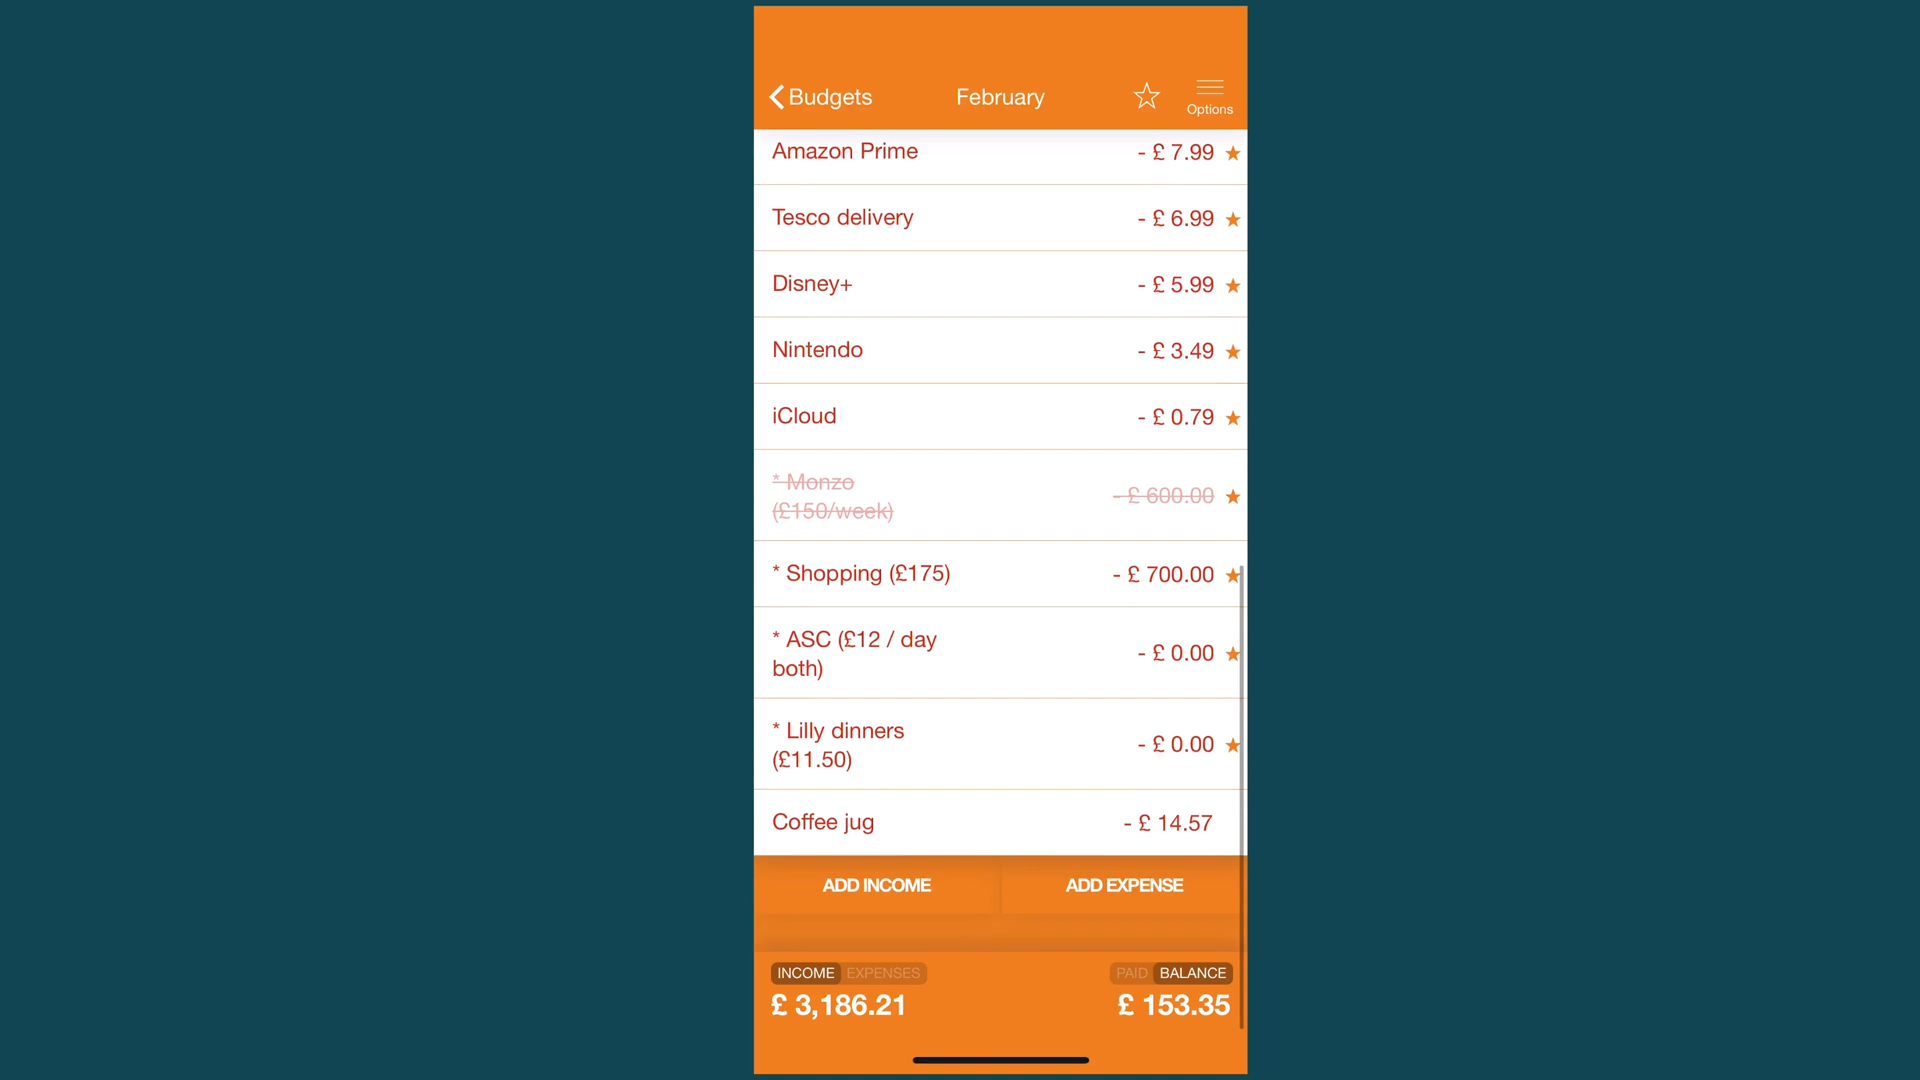 Budgets February Options
Amazon Prime - £ 7.99
Tesco delivery - £ 6.99
Disney+ - £ 5.99
Nintendo - £ 3.49
iCloud - £ 0.79
* Monzo
(£150/week) - £ 600.00
* Shopping (£175) - £ 700.00
* ASC (£12 / day
both) - £ 0.00
* Lilly dinners
(£11.50) - £ 0.00
Coffee jug - £ 14.57
ADD INCOME ADD EXPENSE
INCOME EXPENSES PAID BALANCE
£ 3,186.21 £ 153.35